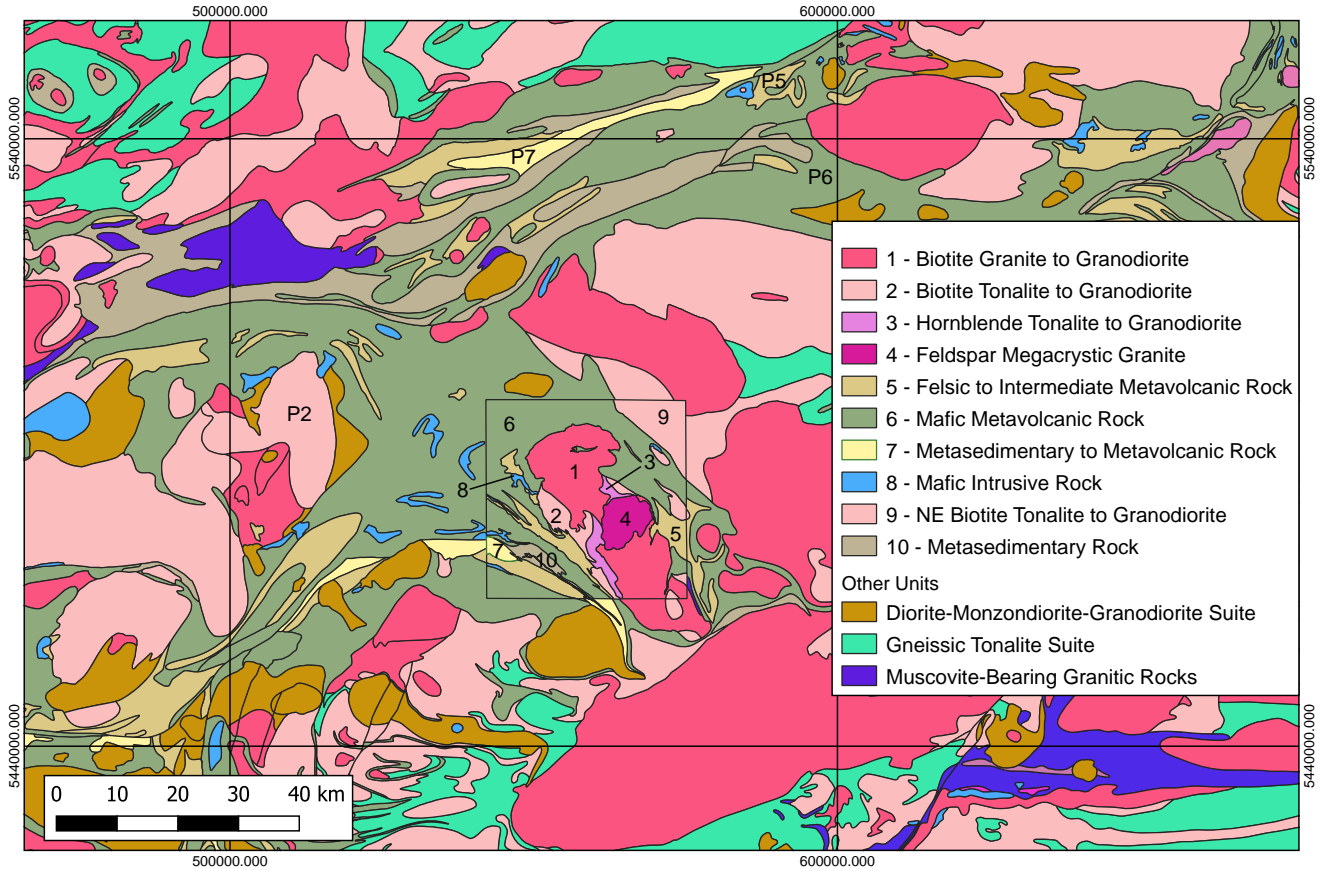 500000.000 600000.000
5540000.000 5540000.000
P5
P7
P6
P2
6 9
1 3
8
2 4 5
7 10
1 - Biotite Granite to Granodiorite
2 - Biotite Tonalite to Granodiorite
3 - Hornblende Tonalite to Granodiorite
4 - Feldspar Megacrystic Granite
5 - Felsic to Intermediate Metavolcanic Rock
6 - Mafic Metavolcanic Rock
7 - Metasedimentary to Metavolcanic Rock
8 - Mafic Intrusive Rock
9 - NE Biotite Tonalite to Granodiorite
10 - Metasedimentary Rock
Other Units
Diorite-Monzondiorite-Granodiorite Suite
Gneissic Tonalite Suite
Muscovite-Bearing Granitic Rocks
5440000.000 5440000.000
0 10 20 30 40 km
500000.000 600000.000